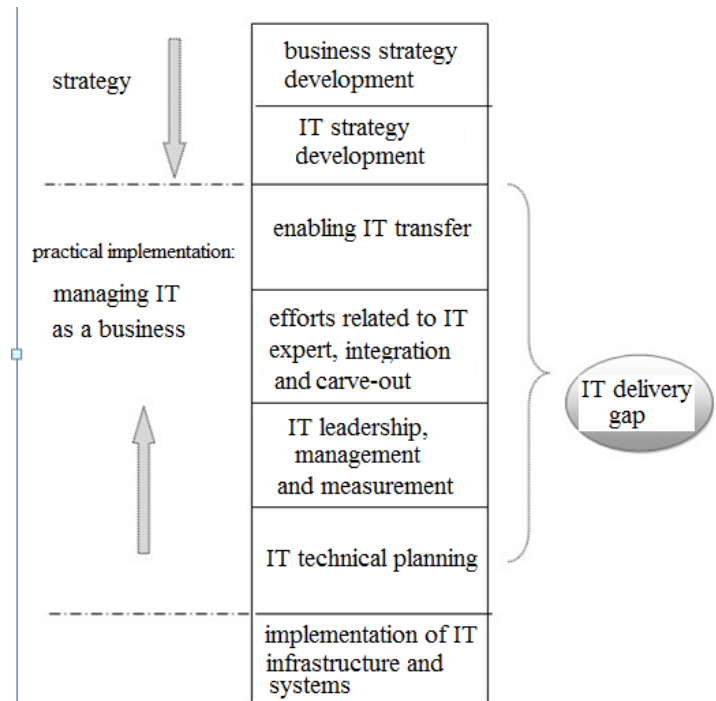 strategy
business strategy
development
IT strategy
development
practical implementation:
managing IT
as a business
enabling IT transfer
efforts related to IT
expert, integration
and carve-out
IT leadership,
management
and measurement
IT technical planning
implementation of IT
infrastructure and
systems
IT delivery
gap